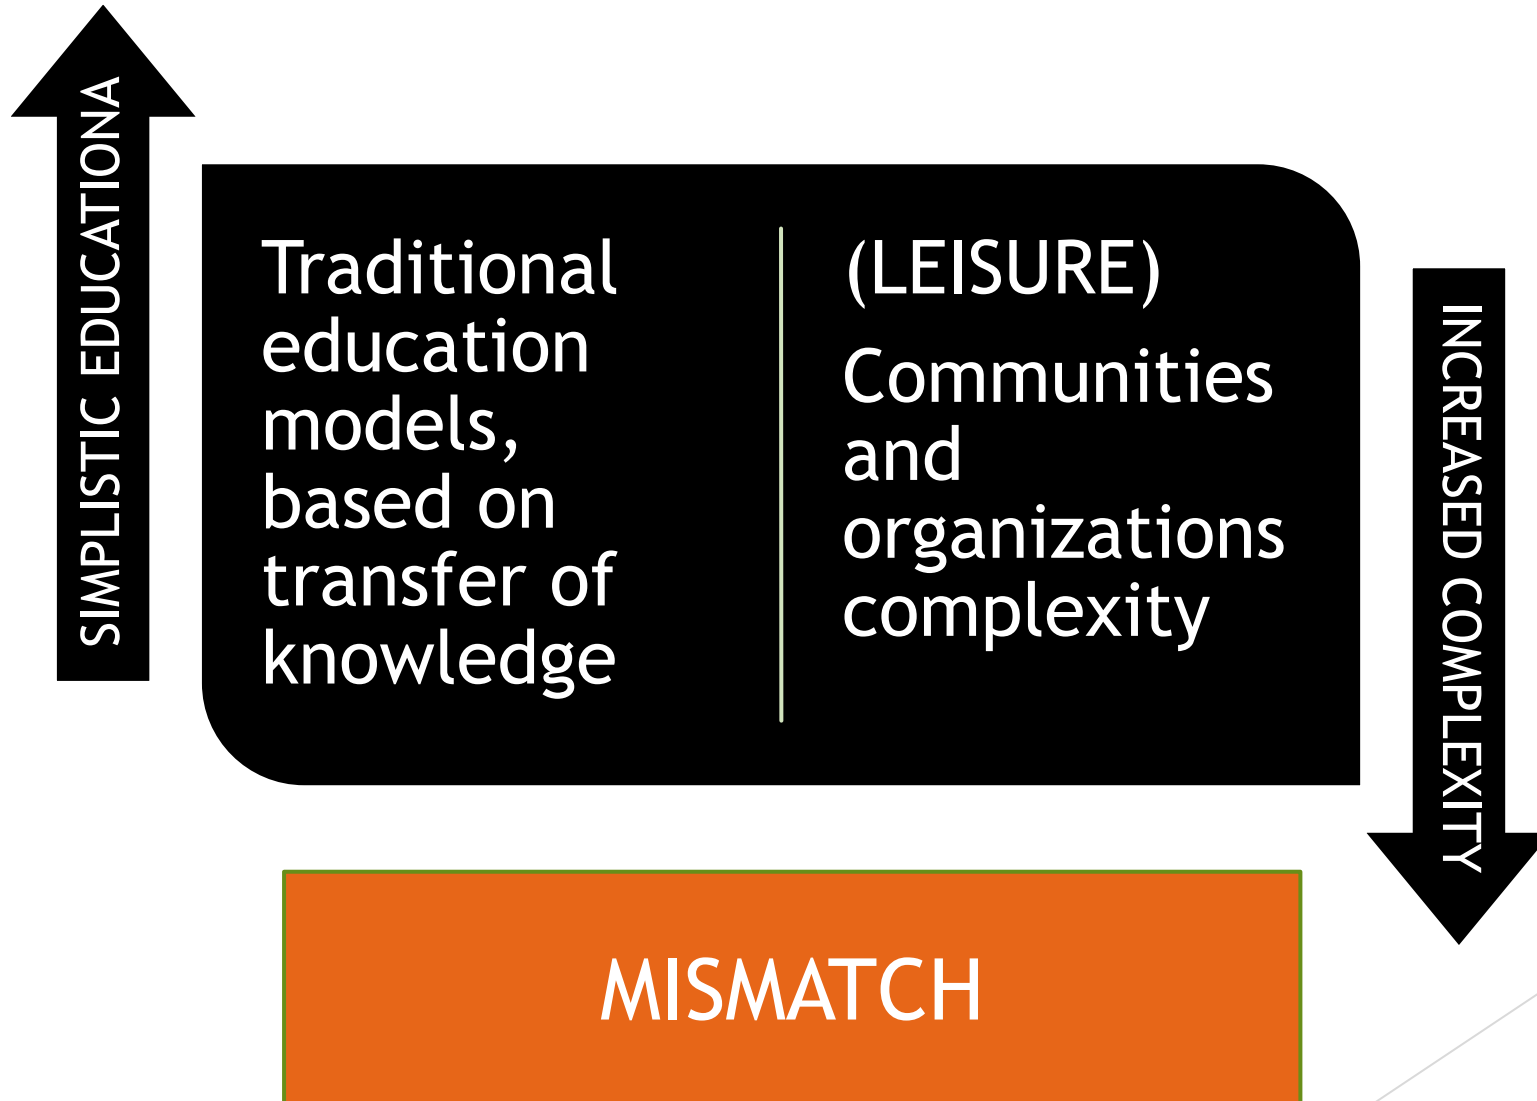 SIMPLISTIC EDUCATIONA
Traditional
education
models,
based on
transfer of
knowledge
(LEISURE)
Communities
and
organizations
complexity
INCREASED COMPLEXITY
MISMATCH